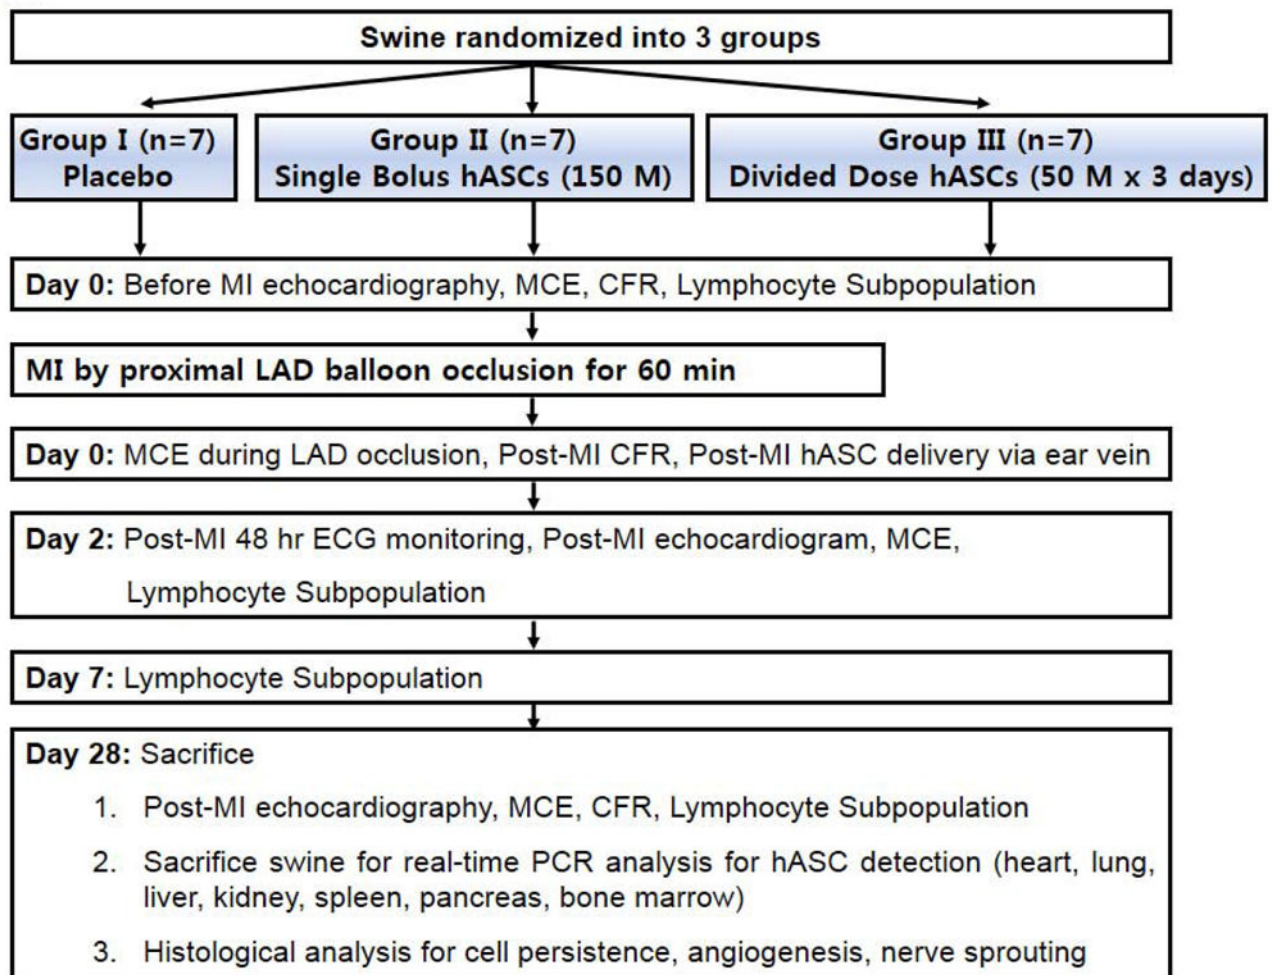 Swine randomized into 3 groups
Group I (n=7)
Placebo
Group II (n=7)
Single Bolus hASCs (150 M)
Group III (n=7)
Divided Dose hASCs (50 M x 3 days)
Day 0: Before MI echocardiography, MCE, CFR, Lymphocyte Subpopulation
MI by proximal LAD balloon occlusion for 60 min
Day 0: MCE during LAD occlusion, Post-MI CFR, Post-MI hASC delivery via ear vein
Day 2: Post-MI 48 hr ECG monitoring, Post-MI echocardiogram, MCE,
Lymphocyte Subpopulation
Day 7: Lymphocyte Subpopulation
Day 28: Sacrifice
1. Post-MI echocardiography, MCE, CFR, Lymphocyte Subpopulation
2. Sacrifice swine for real-time PCR analysis for hASC detection (heart, lung,
liver, kidney, spleen, pancreas, bone marrow)
3. Histological analysis for cell persistence, angiogenesis, nerve sprouting